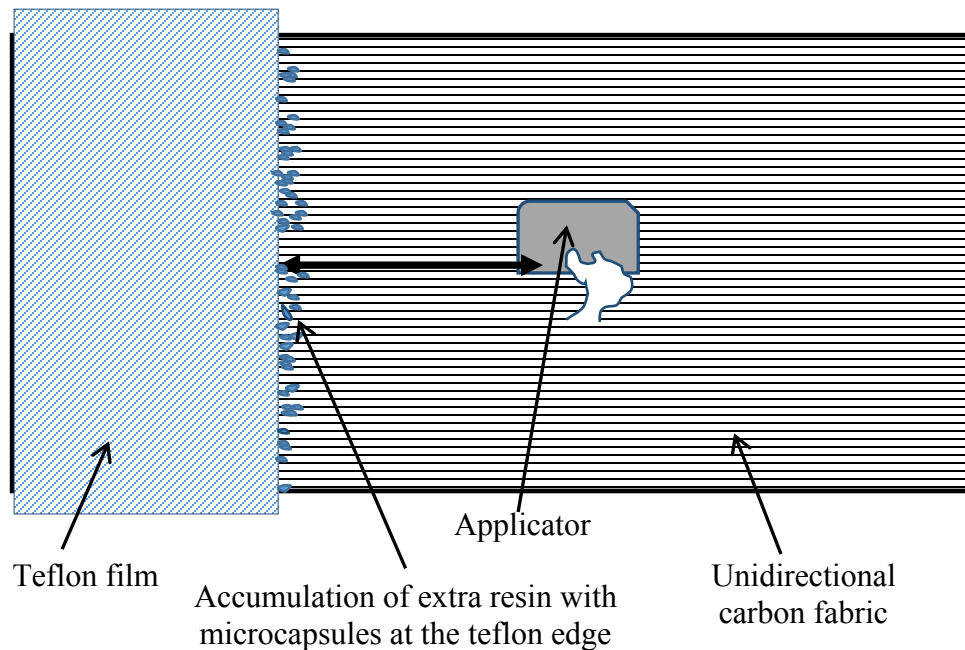 Applicator
Teflon film
Accumulation of extra resin with
microcapsules at the teflon edge
Unidirectional
carbon fabric